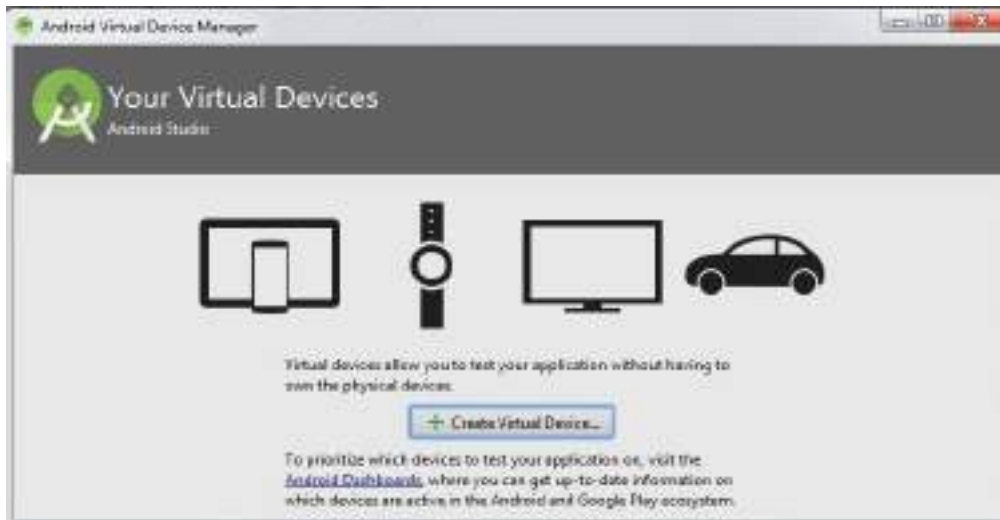 Android Virtual Device Manager
Your Virtual Devices
Android Studio
Virtual devices allow you to test your application without having to
own the physical devices.
Create Virtual Device...
To prioritize which devices to test your application on, visit the
Android Dashboards, where you can get up-to-date information on
which devices are active in the Android and Google Play ecosystem.